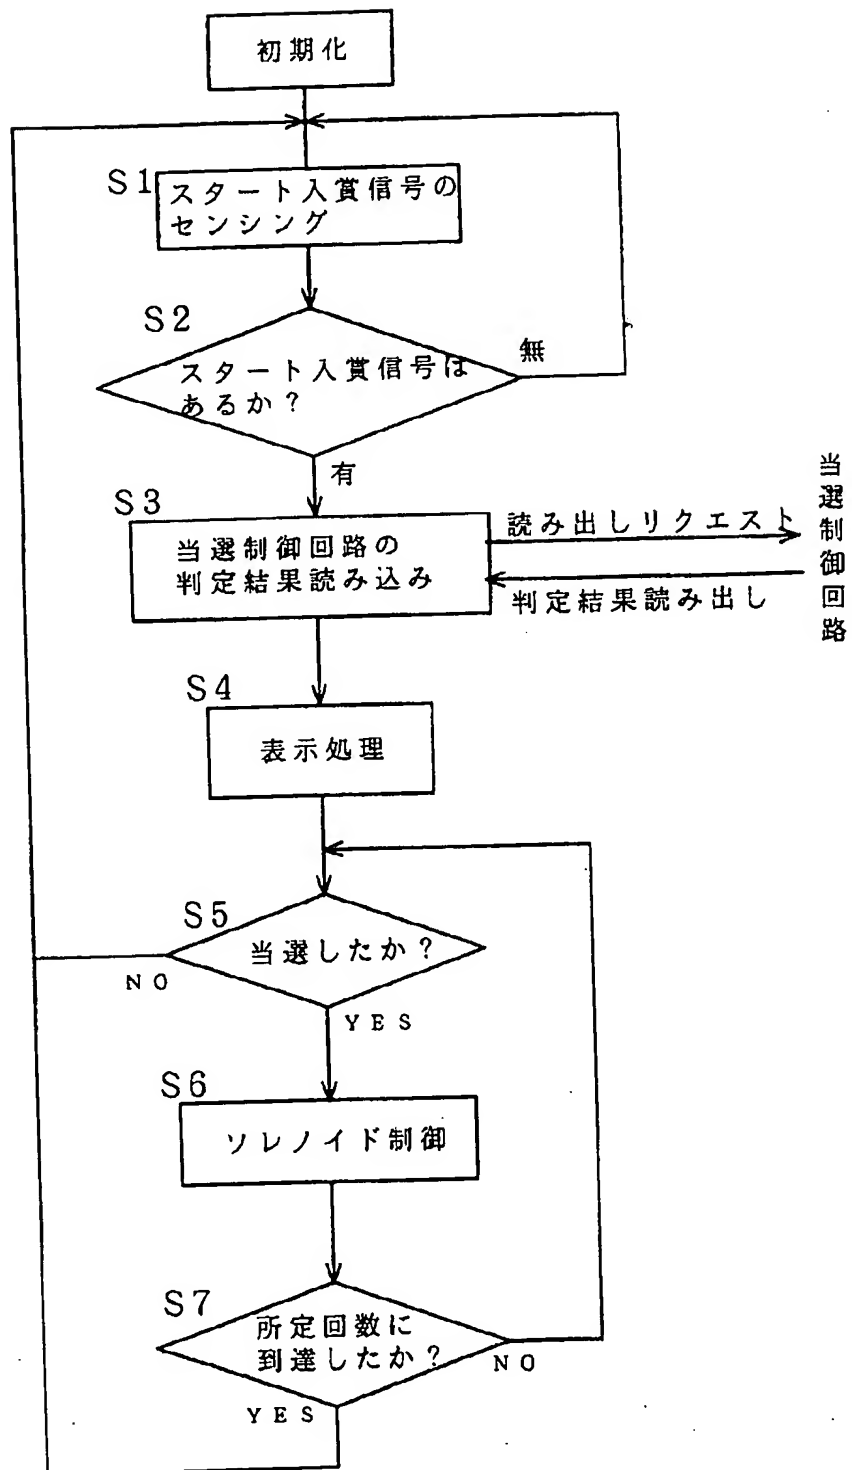 初期化
S1
スタート入賞信号の
センシング
S2
スタート入賞信号は
あるか？
無
有
S3
当選制御回路の
判定結果読み込み
読み出しリクエスト
判定結果読み出し
当選制御回路
S4
表示処理
S5
当選したか？
NO
YES
S6
ソレノイド制御
S7
所定回数に
到達したか？
NO
YES